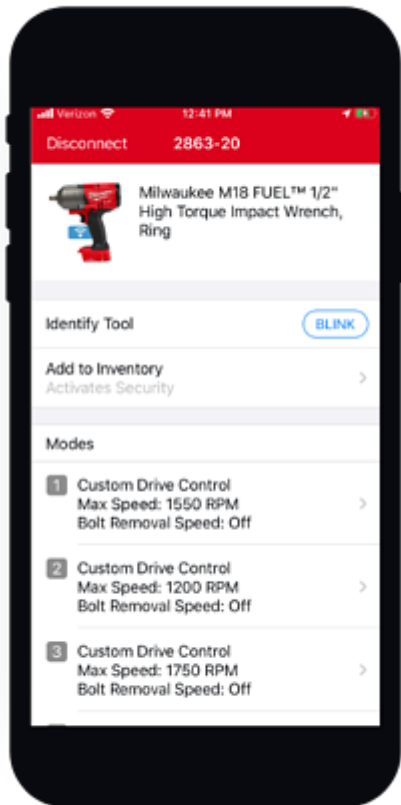 Verizon 12:41 PM
Disconnect 2863-20
Milwaukee M18 FUEL™ 1/2"
High Torque Impact Wrench,
Ring
Identify Tool BLINK
Add to Inventory
Activates Security
Modes
1 Custom Drive Control
Max Speed: 1550 RPM
Bolt Removal Speed: Off
2 Custom Drive Control
Max Speed: 1200 RPM
Bolt Removal Speed: Off
3 Custom Drive Control
Max Speed: 1750 RPM
Bolt Removal Speed: Off